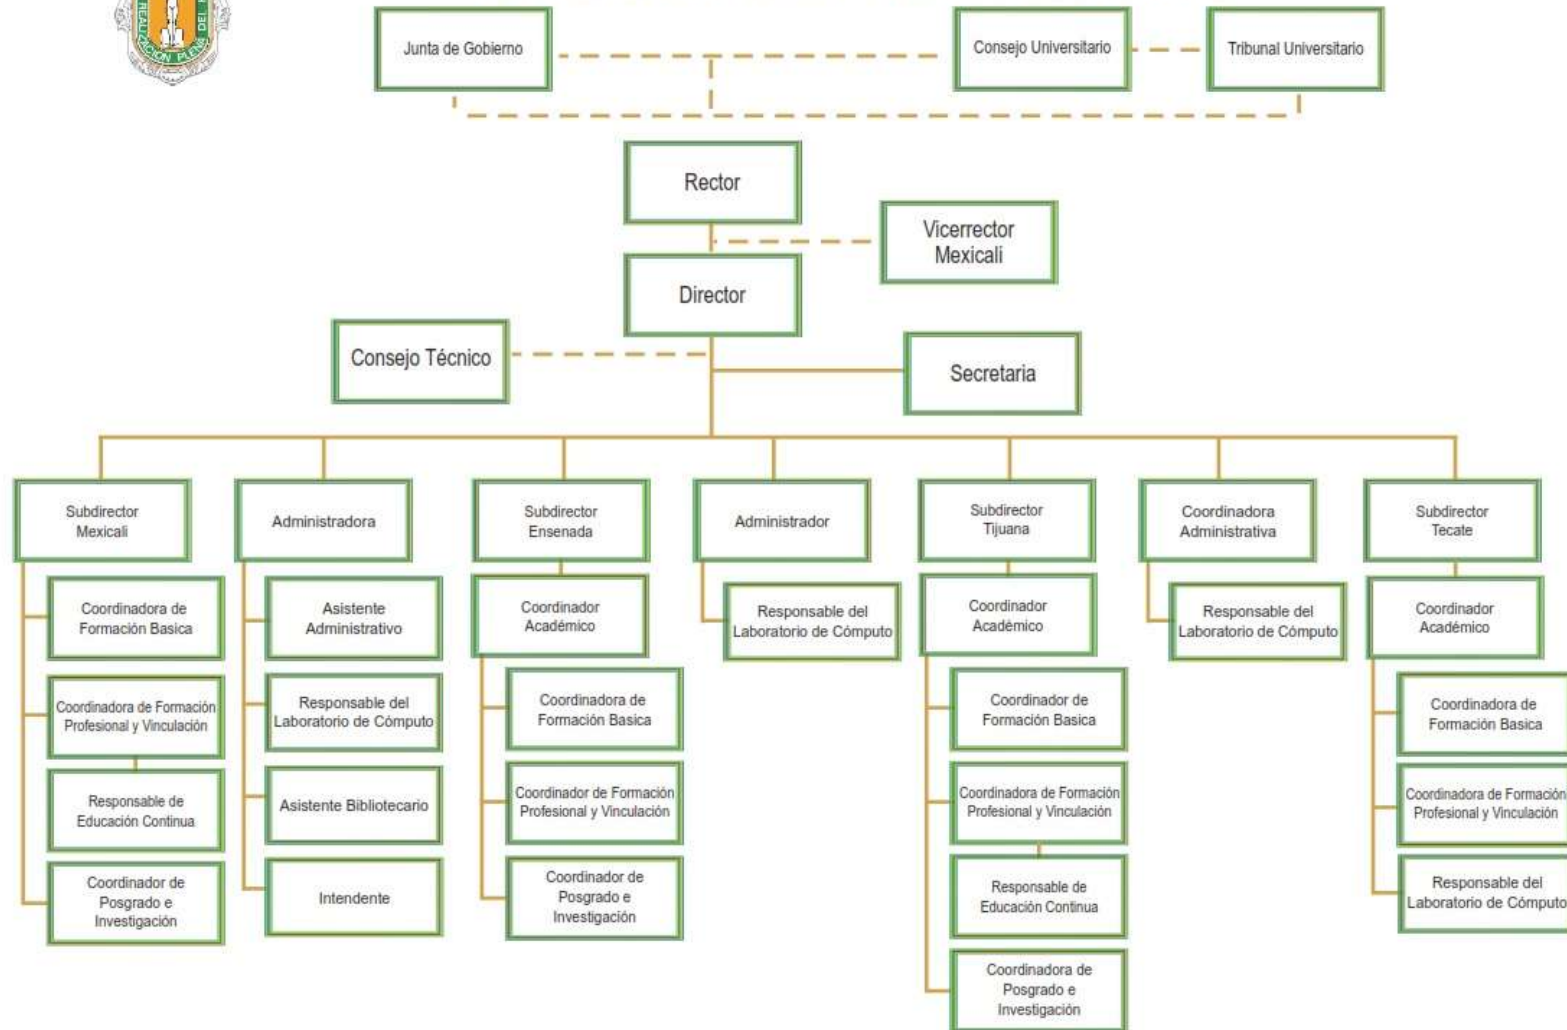 REALIZACIÓN PLENA DEL
Junta de Gobierno
Consejo Universitario
Tribunal Universitario
Rector
Vicerrector
Mexicali
Director
Consejo Técnico
Secretaria
Subdirector
Mexicali
Administradora
Subdirector
Ensenada
Administrador
Subdirector
Tijuana
Coordinadora
Administrativa
Subdirector
Tecate
Coordinadora de
Formación Basica
Coordinadora de Formación
Profesional y Vinculación
Responsable de
Educación Continua
Coordinador de
Posgrado e
Investigación
Asistente
Administrativo
Responsable del
Laboratorio de Cómputo
Asistente Bibliotecario
Intendente
Coordinador
Académico
Coordinadora de
Formación Basica
Coordinador de Formación
Profesional y Vinculación
Coordinador de
Posgrado e
Investigación
Responsable del
Laboratorio de Cómputo
Coordinador
Académico
Coordinador de
Formación Basica
Coordinadora de Formación
Profesional y Vinculación
Responsable de
Educación Continua
Coordinadora de
Posgrado e
Investigación
Responsable del
Laboratorio de Cómputo
Coordinador
Académico
Coordinadora de
Formación Basica
Coordinadora de Formación
Profesional y Vinculación
Responsable del
Laboratorio de Cómputo